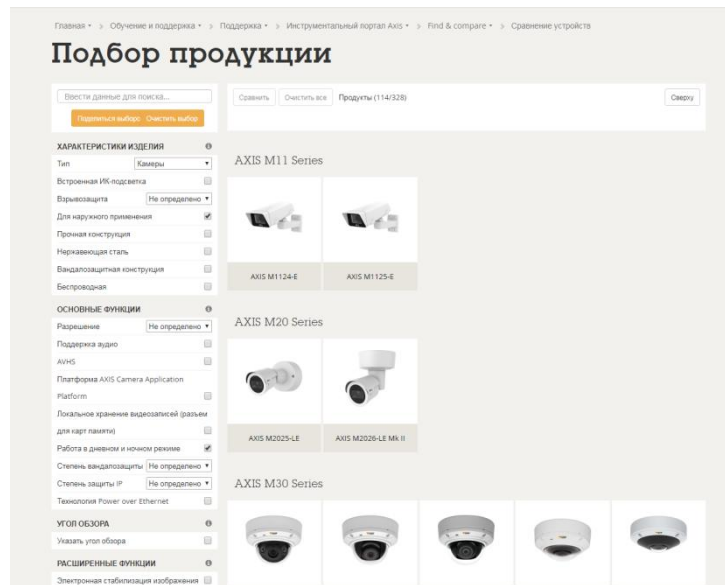 Главная • > Обучение и поддержка • > Поддержка • > Инструментальный портал Axis • > Find & compare • > Сравнение устройств
Подбор продукции
Ввести данные для поиска...
Поделиться выборо Очистить выбор
Сравнить Очистить все Продукты (114/328) Сверху
ХАРАКТЕРИСТИКИ ИЗДЕЛИЯ
Тип Камеры
Встроенная ИК-подсветка
Взрывозащита Не определено
Для наружного применения
Прочная конструкция
Нержавеющая сталь
Вандалозащитная конструкция
Беспроводная
ОСНОВНЫЕ ФУНКЦИИ
Разрешение Не определено
Поддержка аудио
AVHS
Платформа AXIS Camera Application
Platform
Локальное хранение видеозаписей (разъем
для карт памяти)
Работа в дневном и ночном режиме
Степень вандалозащиты Не определено
Степень защиты IP Не определено
Технология Power over Ethernet
УГОЛ ОБЗОРА
Указать угол обзора
РАСШИРЕННЫЕ ФУНКЦИИ
Электронная стабилизация изображения
AXIS M11 Series
AXIS M1124-E AXIS M1125-E
AXIS M20 Series
AXIS M2025-LE AXIS M2026-LE Mk II
AXIS M30 Series